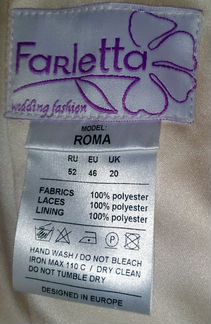 Farletta
wedding fashion
MODEL:
ROMA
RU EU UK
52 46 20
FABRICS 100% polyester
LACES 100% polyester
LINING 100% polyester
HAND WASH / DO NOT BLEACH
IRON MAX 110 C / DRY CLEAN
DO NOT TUMBLE DRY
DESIGNED IN EUROPE